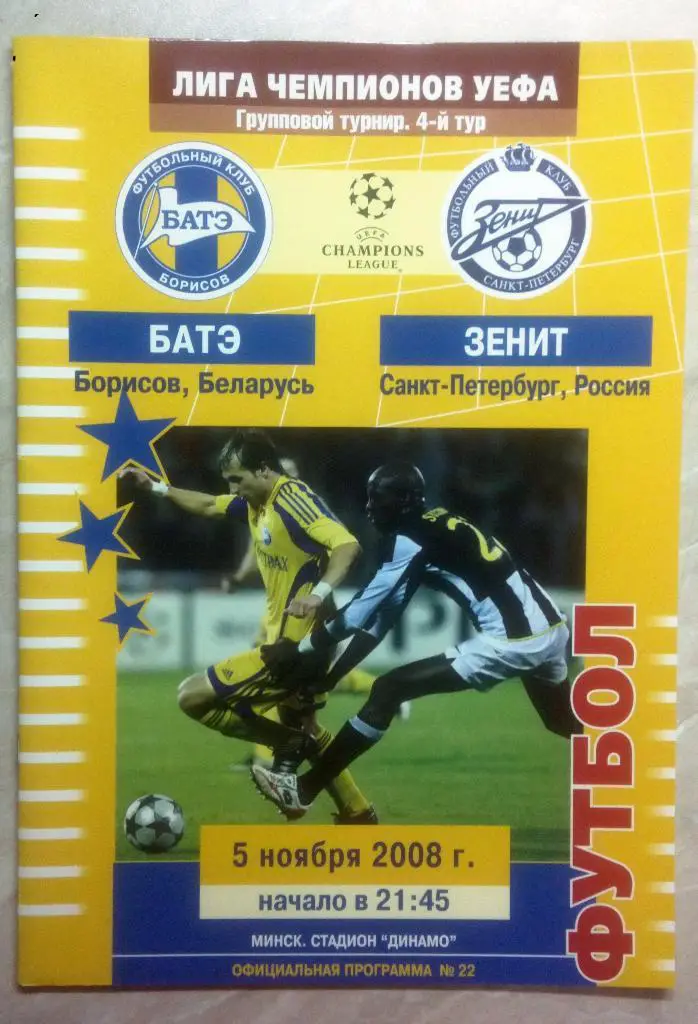 ЛИГА ЧЕМПИОНОВ УЕФА
Групповой турнир. 4-й тур
ФУТБОЛЬНЫЙ КЛУБ
БАТЭ
БОРИСОВ
UEFA
CHAMPIONS
LEAGUE
ФУТБОЛЬНЫЙ КЛУБ
Зенит
САНКТ-ПЕТЕРБУРГ
БАТЭ
ЗЕНИТ
Борисов, Беларусь
Санкт-Петербург, Россия
ФУТБОЛ
5 ноября 2008 г.
начало в 21:45
МИНСК. СТАДИОН "ДИНАМО"
ОФИЦИАЛЬНАЯ ПРОГРАММА № 22